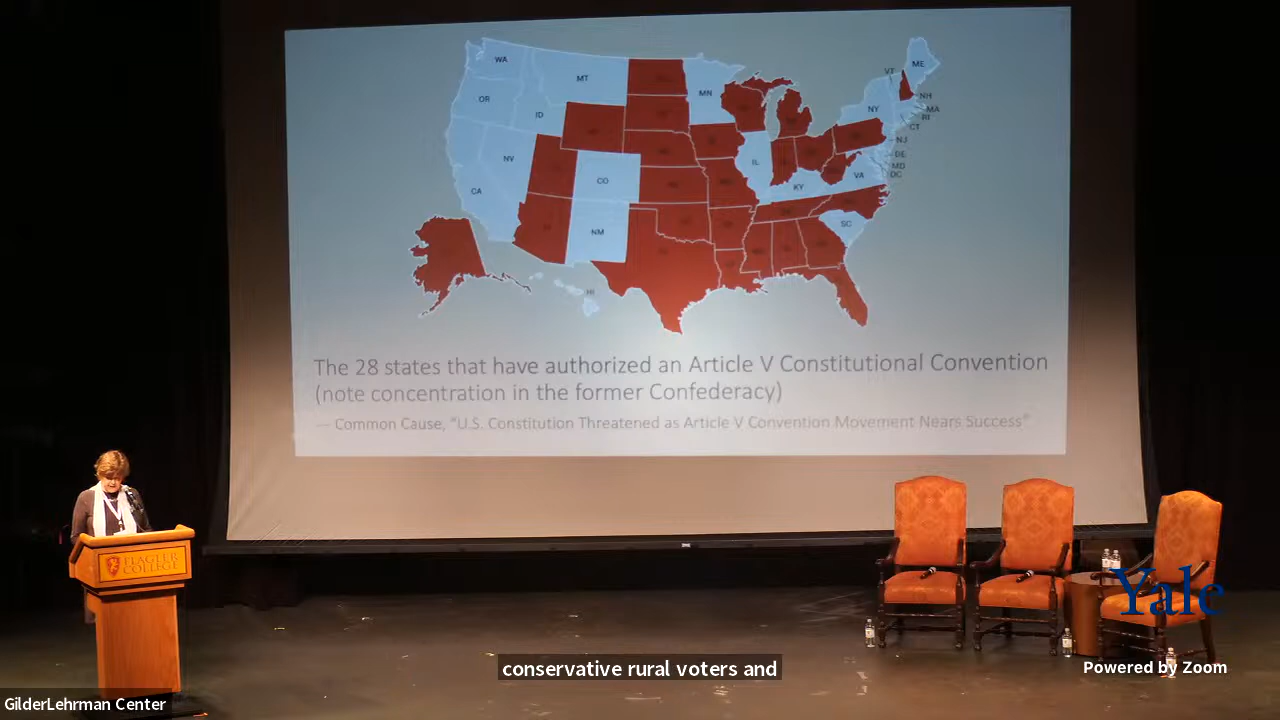 WA
MT
MN
VT
ME
OR
ID
NY
NH
MA
RI
CT
NJ
NV
IL
DE
MD
DC
CA
CO
KY
VA
NM
SC
HI
The 28 states that have authorized an Article V Constitutional Convention
(note concentration in the former Confederacy)
— Common Cause, “U.S. Constitution Threatened as Article V Convention Movement Nears Success”
FLAGLER
COLLEGE
Yale
conservative rural voters and
Powered by Zoom
GilderLehrman Center